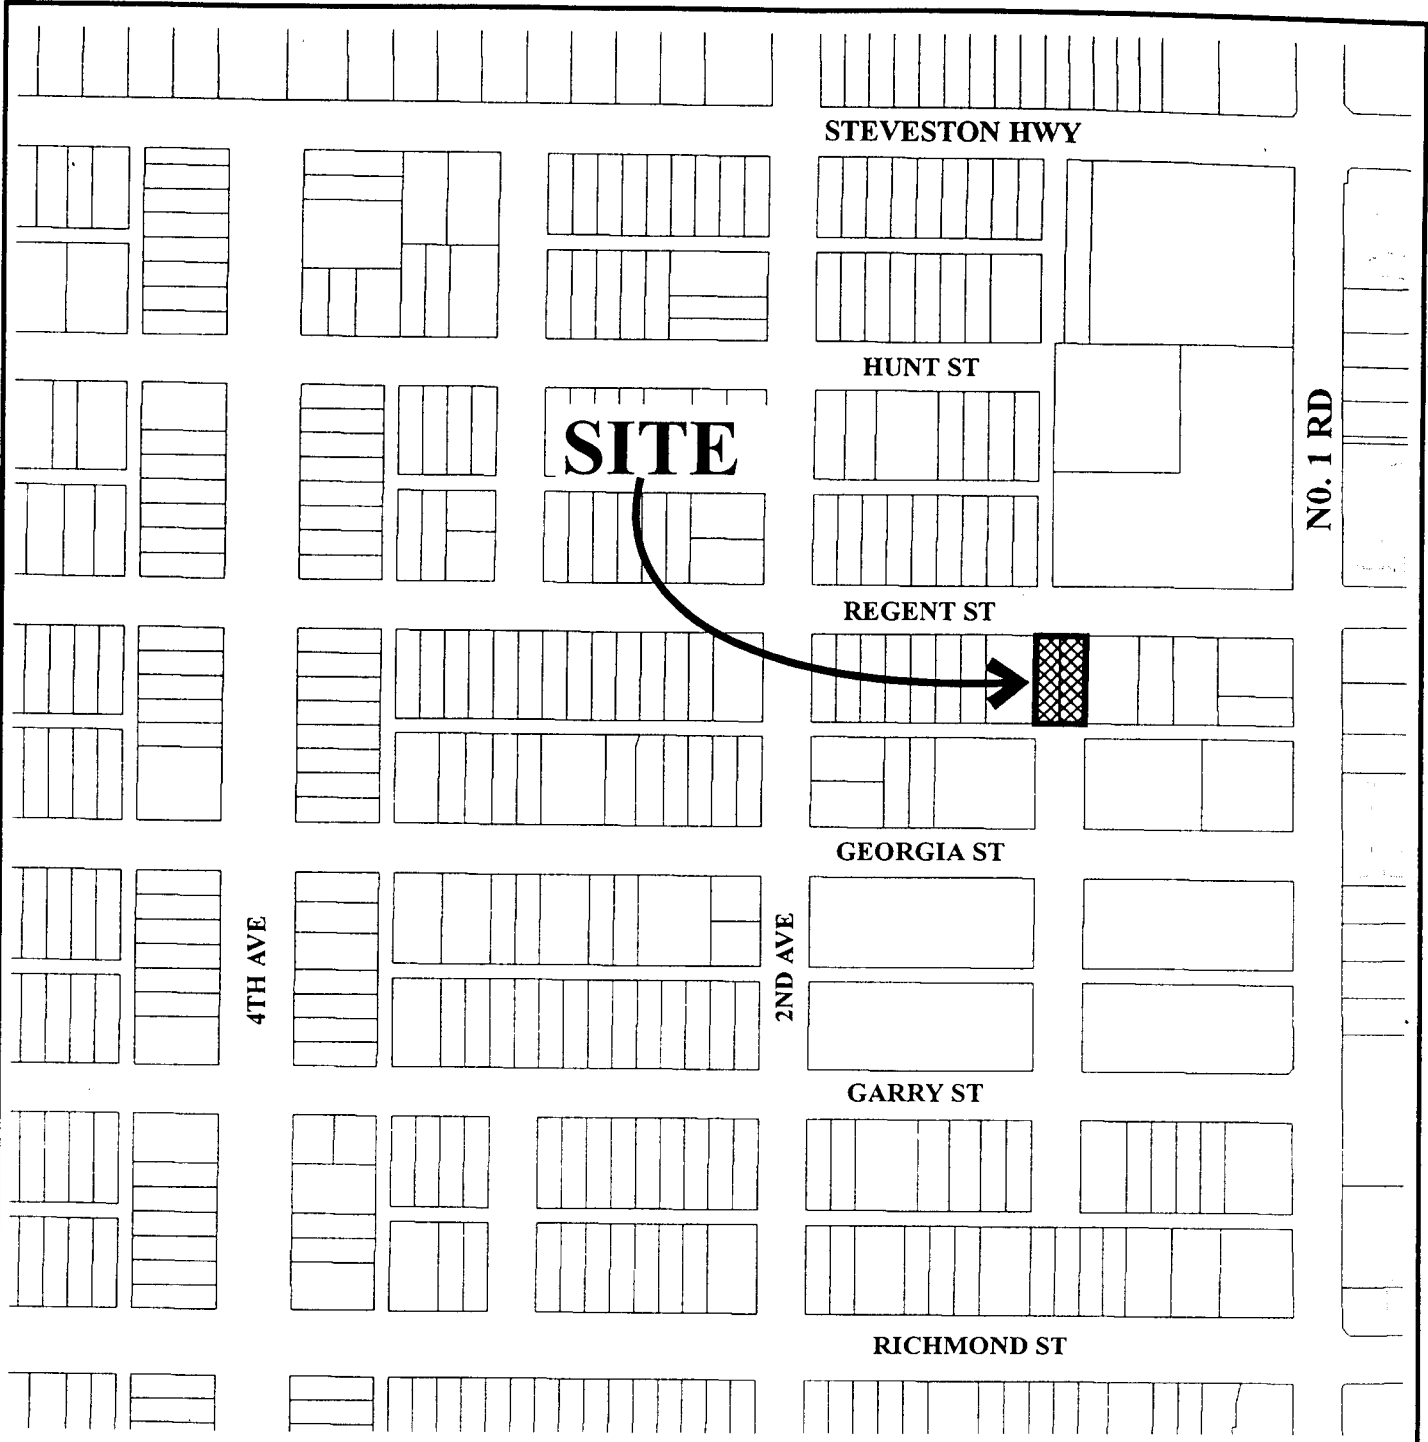 STEVESTON HWY
HUNT ST
SITE
N0. 1 RD
REGENT ST
GEORGIA ST
4TH AVE
2ND AVE
GARRY ST
RICHMOND ST